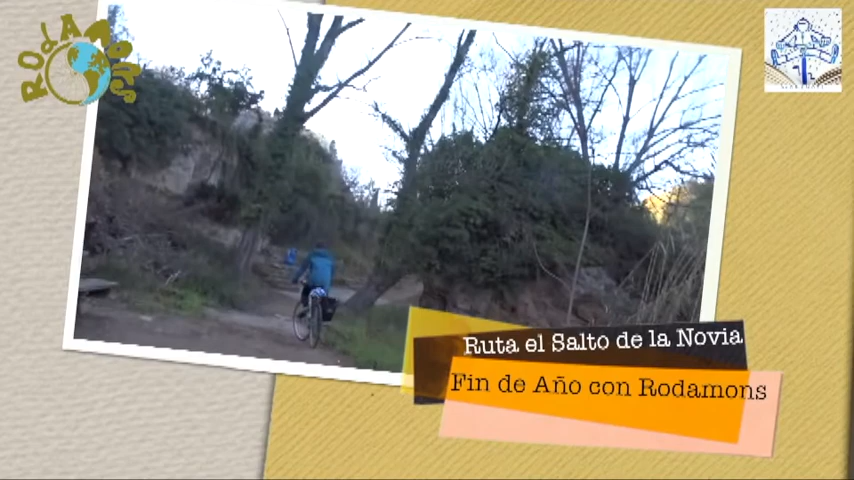 RODAMONS
Ruta el Salto de la Novia
Fin de Año con Rodamons